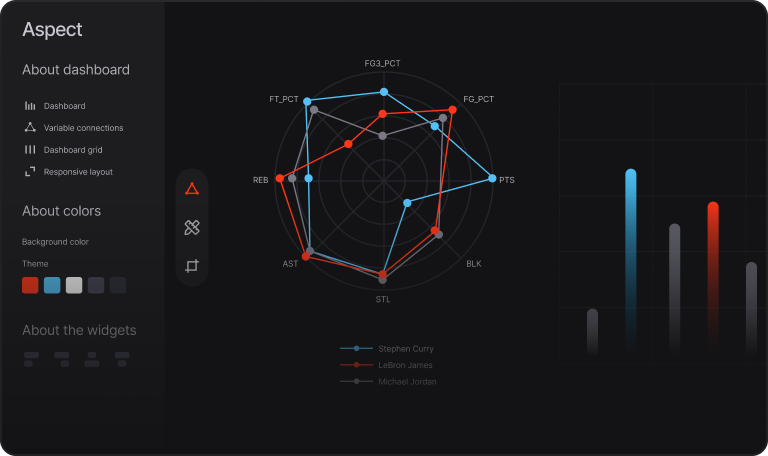 Aspect
About dashboard
Dashboard
Variable connections
Dashboard grid
Responsive layout
About colors
Background color
Theme
About the widgets
FG3_PCT
FT_PCT
FG_PCT
REB
PTS
AST
BLK
STL
Stephen Curry
LeBron James
Michael Jordan